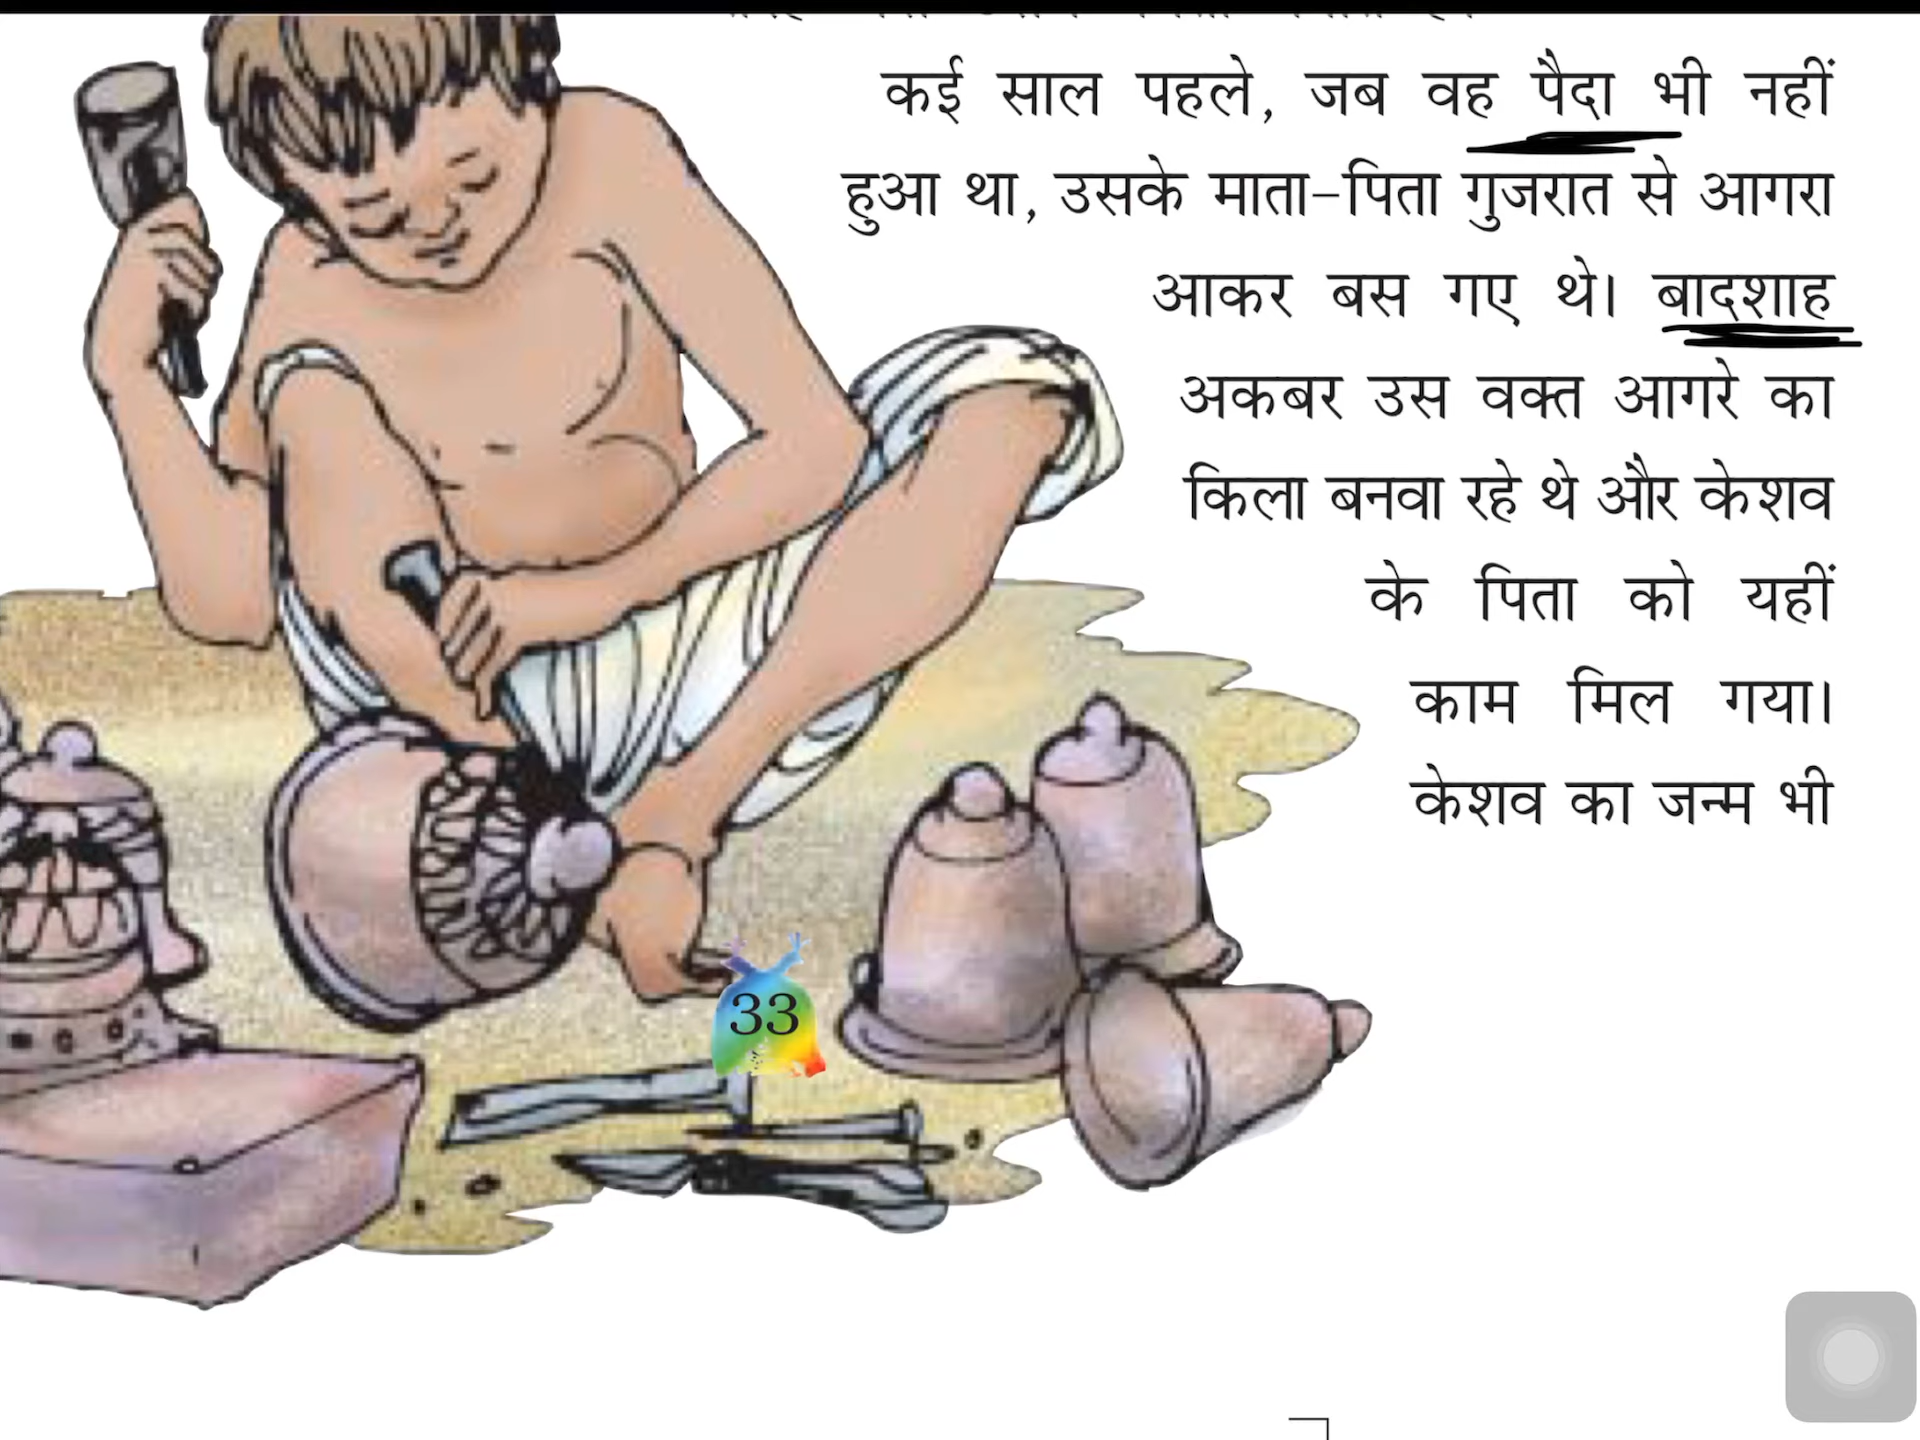 कई साल पहले, जब वह पैदा भी नहीं
हुआ था, उसके माता-पिता गुजरात से आगरा
आकर बस गए थे। बादशाह
अकबर उस वक्त आगरे का
किला बनवा रहे थे और केशव
के पिता को यहीं
काम मिल गया।
केशव का जन्म भी
33